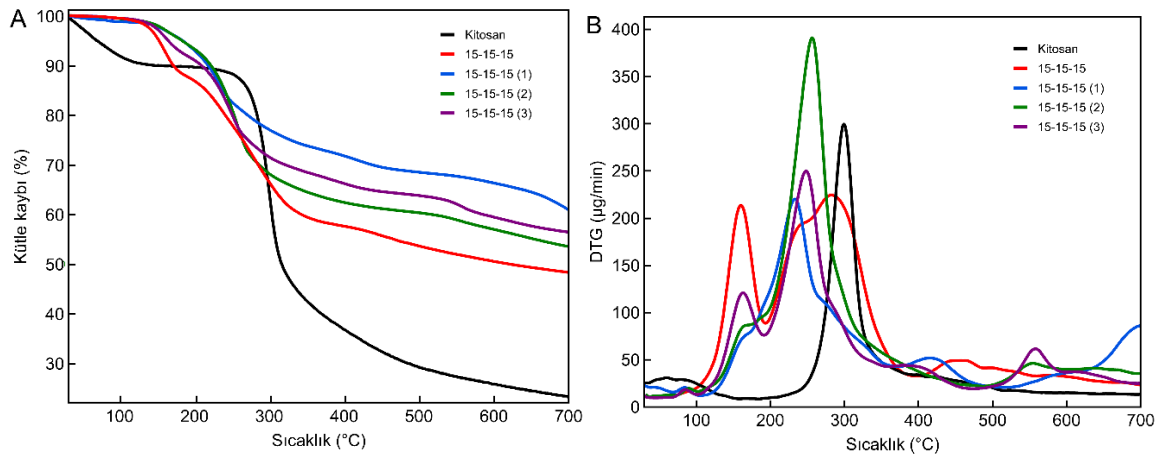 A
Kütle kaybı (%)
100
90
80
70
60
50
40
30
Kitosan
15-15-15
15-15-15 (1)
15-15-15 (2)
15-15-15 (3)
100 200 300 400 500 600 700
Sıcaklık (°C)
B
DTG (µg/min)
400
350
300
250
200
150
100
50
0
Kitosan
15-15-15
15-15-15 (1)
15-15-15 (2)
15-15-15 (3)
100 200 300 400 500 600 700
Sıcaklık (°C)